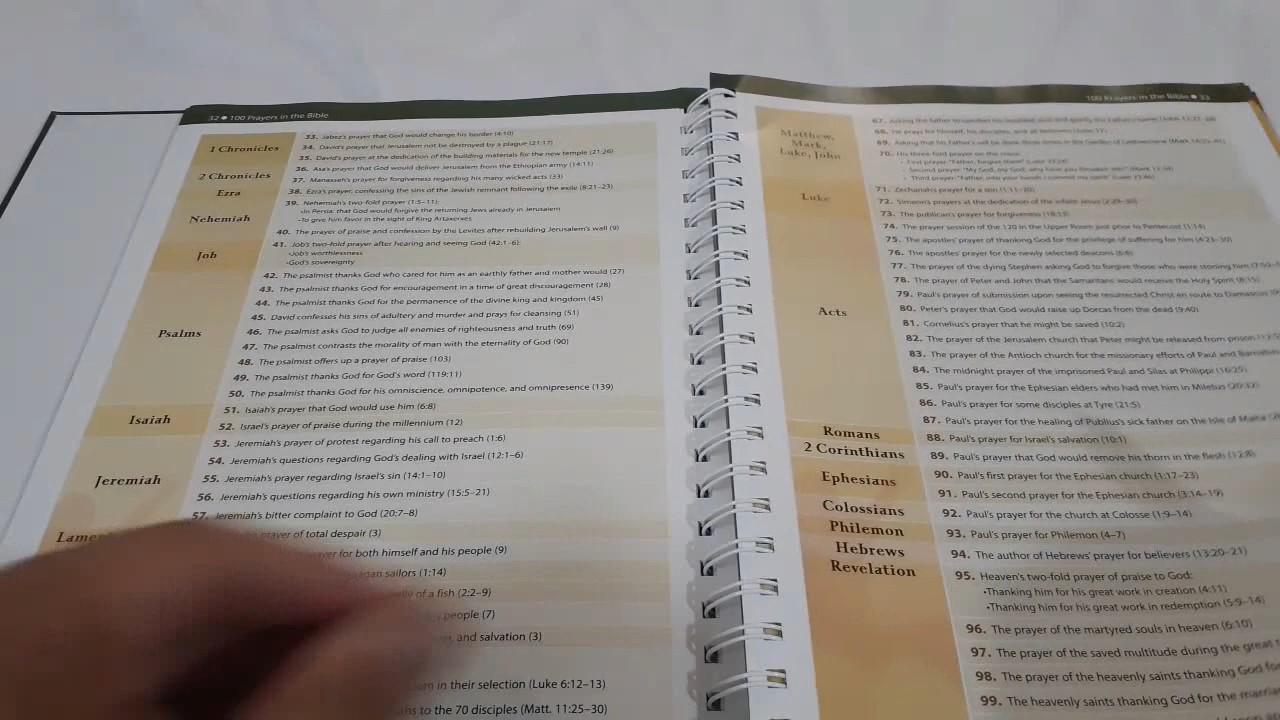 32 ● 100 Prayers in the Bible
1 Chronicles
33. Jabez's prayer that God would change his border (4:10)
34. David's prayer that Jerusalem not be destroyed by a plague (21:17)
35. David's prayer at the dedication of the building materials for the new temple (21:26)
2 Chronicles
36. Asa's prayer that God would deliver Jerusalem from the Ethiopian army (14:11)
37. Manasseh's prayer for forgiveness regarding his many wicked acts (33)
Ezra
38. Ezra's prayer, confessing the sins of the Jewish remnant following the exile (8:21–23)
Nehemiah
39. Nehemiah's two-fold prayer (1:5–11):
•In Persia: that God would forgive the returning Jews already in Jerusalem
•To give him favor in the sight of King Artaxerxes
40. The prayer of praise and confession by the Levites after rebuilding Jerusalem's wall (9)
Job
41. Job's two-fold prayer after hearing and seeing God (42:1–6):
•Job's worthlessness
•God's sovereignty
Psalms
42. The psalmist thanks God who cared for him as an earthly father and mother would (27)
43. The psalmist thanks God for encouragement in a time of great discouragement (28)
44. The psalmist thanks God for the permanence of the divine king and kingdom (45)
45. David confesses his sins of adultery and murder and prays for cleansing (51)
46. The psalmist asks God to judge all enemies of righteousness and truth (69)
47. The psalmist contrasts the morality of man with the eternality of God (90)
48. The psalmist offers up a prayer of praise (103)
49. The psalmist thanks God for God's word (119:11)
50. The psalmist thanks God for his omniscience, omnipotence, and omnipresence (139)
Isaiah
51. Isaiah's prayer that God would use him (6:8)
52. Israel's prayer of praise during the millennium (12)
Jeremiah
53. Jeremiah's prayer of protest regarding his call to preach (1:6)
54. Jeremiah's questions regarding God's dealing with Israel (12:1–6)
55. Jeremiah's prayer regarding Israel's sin (14:1–10)
56. Jeremiah's questions regarding his own ministry (15:5–21)
57. Jeremiah's bitter complaint to God (20:7–8)
prayer of total despair (3)
for both himself and his people (9)
sailors (1:14)
of a fish (2:2–9)
people (7)
and salvation (3)
in their selection (Luke 6:12–13)
to the 70 disciples (Matt. 11:25–30)
100 Prayers in the Bible ● 33
Matthew,
Mark,
Luke, John
67.
68. He prays for himself, his disciples, and all believers
69. Asking that his Father's will be done
70. His three-fold prayer on the cross:
• First prayer: "Father, forgive them"
• Second prayer: "My God, my God, why have you forsaken me?"
• Third prayer: "Father, into your hands I commit my spirit"
Luke
71. Zechariah's prayer for a son (1:11–20)
72. Simeon's prayers at the dedication of the infant Jesus (2:29–30)
73. The publican's prayer for forgiveness (18:13)
Acts
74. The prayer session of the 120 in the Upper Room just prior to Pentecost (1:14)
75. The apostles' prayer of thanking God for the privilege of suffering for him (4:23–30)
76. The apostles' prayer for the newly selected deacons (6:6)
77. The prayer of the dying Stephen asking God to forgive those who were stoning him
78. The prayer of Peter and John that the Samaritans would receive the Holy Spirit (8:15)
79. Paul's prayer of submission upon seeing the resurrected Christ en route to Damascus
80. Peter's prayer that God would raise up Dorcas from the dead (9:40)
81. Cornelius's prayer that he might be saved (10:2)
82. The prayer of the Jerusalem church that Peter might be released from prison
83. The prayer of the Antioch church for the missionary efforts of Paul and
84. The midnight prayer of the imprisoned Paul and Silas at Philippi (16:25)
85. Paul's prayer for the Ephesian elders who had met him in Miletus (20:32)
86. Paul's prayer for some disciples at Tyre (21:5)
87. Paul's prayer for the healing of Publius's sick father on the Isle of Malta
Romans
88. Paul's prayer for Israel's salvation (10:1)
2 Corinthians
89. Paul's prayer that God would remove his thorn in the flesh (12:8)
Ephesians
90. Paul's first prayer for the Ephesian church (1:17–23)
91. Paul's second prayer for the Ephesian church (3:14–19)
Colossians
92. Paul's prayer for the church at Colosse (1:9–14)
Philemon
93. Paul's prayer for Philemon (4–7)
Hebrews
94. The author of Hebrews' prayer for believers (13:20–21)
Revelation
95. Heaven's two-fold prayer of praise to God:
•Thanking him for his great work in creation (4:11)
•Thanking him for his great work in redemption (5:9–14)
96. The prayer of the martyred souls in heaven (6:10)
97. The prayer of the saved multitude during the great
98. The prayer of the heavenly saints thanking God for
99. The heavenly saints thanking God for the